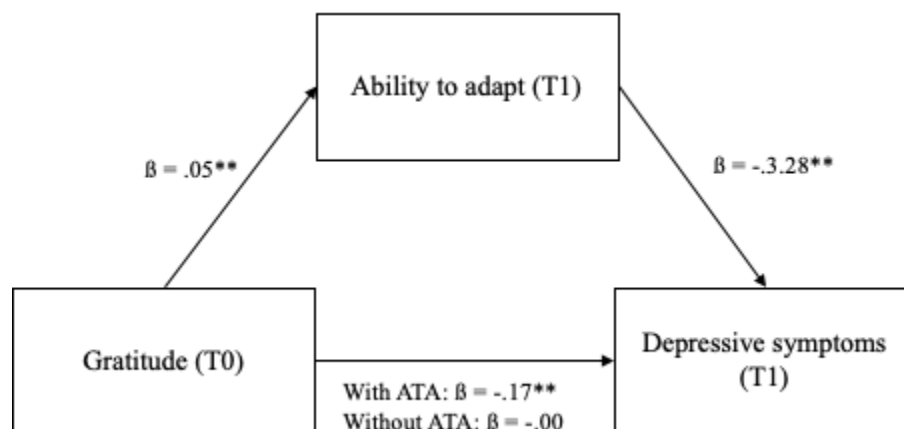 Ability to adapt (T1)
ß = .05**
ß = -.3.28**
Gratitude (T0)
Depressive symptoms
(T1)
With ATA: ß = -.17**
Without ATA: ß = -.00